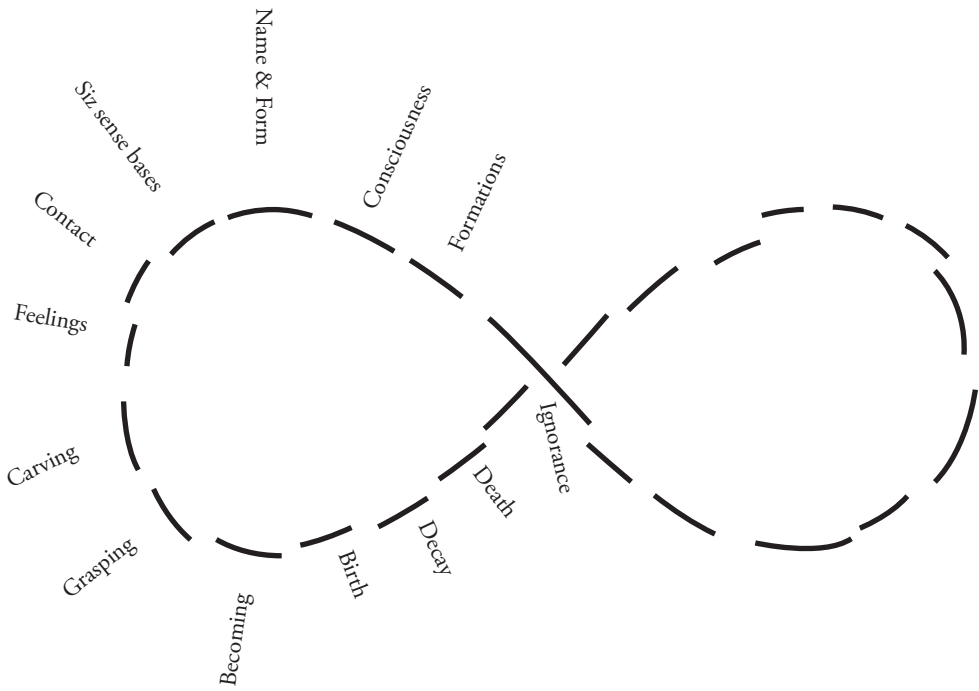 Name & Form
Siz sense bases
Consciousness
Formations
Contact
Feelings
Carving
Grasping
Becoming
Birth
Decay
Death
Ignorance